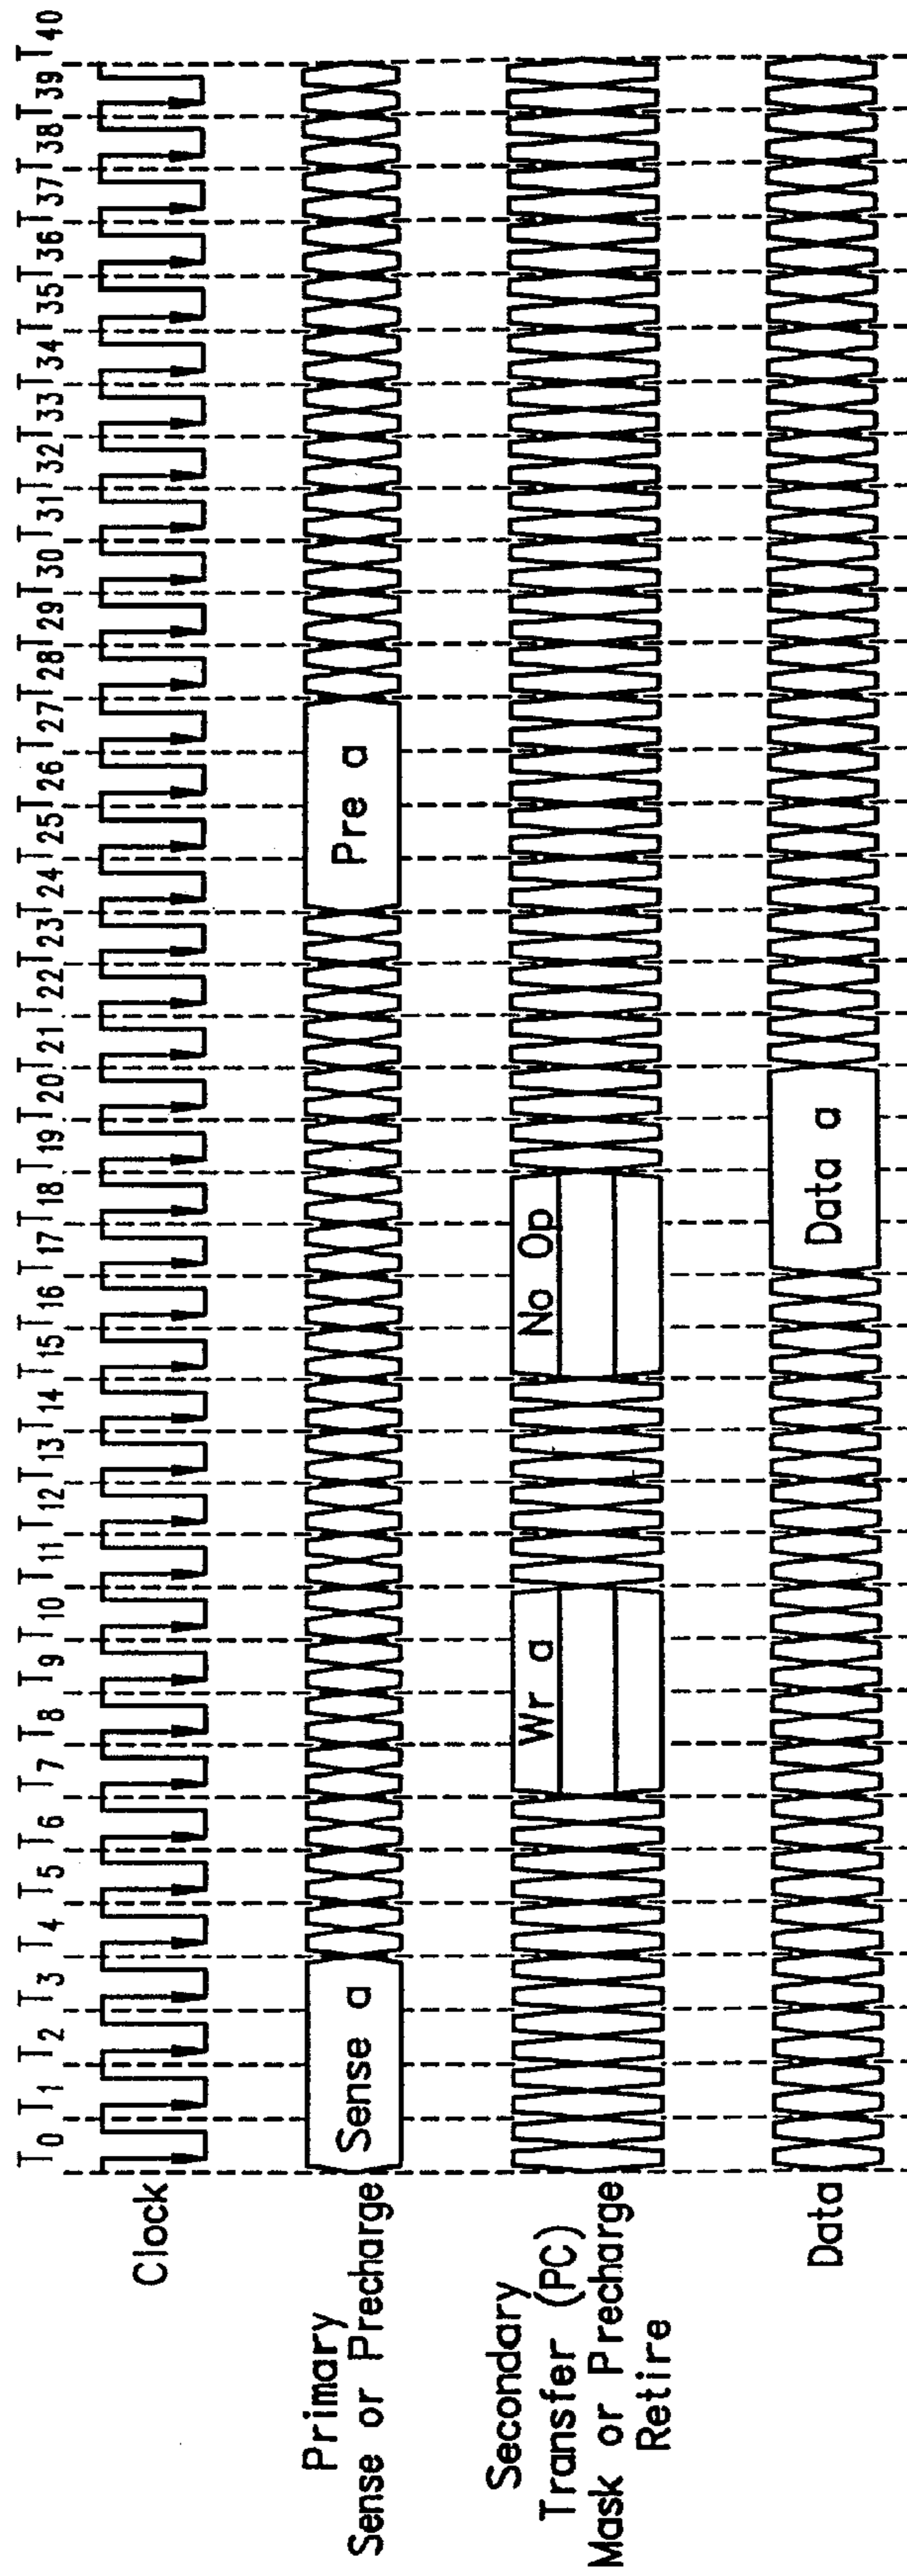 T0 T1 T2 T3 T4 T5 T6 T7 T8 T9 T10 T11 T12 T13 T14 T15 T16 T17 T18 T19 T20 T21 T22 T23 T24 T25 T26 T27 T28 T29 T30 T31 T32 T33 T34 T35 T36 T37 T38 T39 T40
Clock
Primary
Sense or Precharge
Sense a
Pre a
Secondary
Transfer (PC)
Mask or Precharge
Retire
Wr a
No Op
Data
Data a